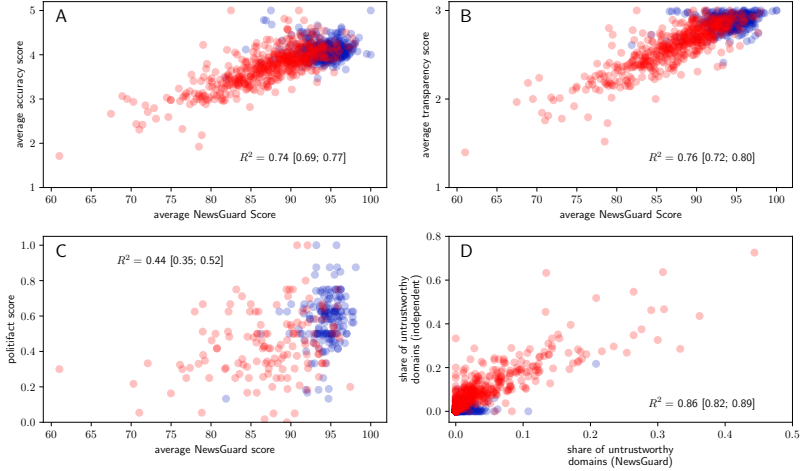 A
5
4
3
2
1
average accuracy score
R² = 0.74 [0.69; 0.77]
60 65 70 75 80 85 90 95 100
average NewsGuard Score
B
3
2
1
average transparency score
R² = 0.76 [0.72; 0.80]
60 65 70 75 80 85 90 95 100
average NewsGuard Score
C
1.0
0.8
0.6
0.4
0.2
0.0
politifact score
R² = 0.44 [0.35; 0.52]
60 65 70 75 80 85 90 95 100
average NewsGuard score
D
0.8
0.6
0.4
0.2
0.0
share of untrustworthy
domains (independent)
R² = 0.86 [0.82; 0.89]
0.0 0.1 0.2 0.3 0.4 0.5
share of untrustworthy
domains (NewsGuard)